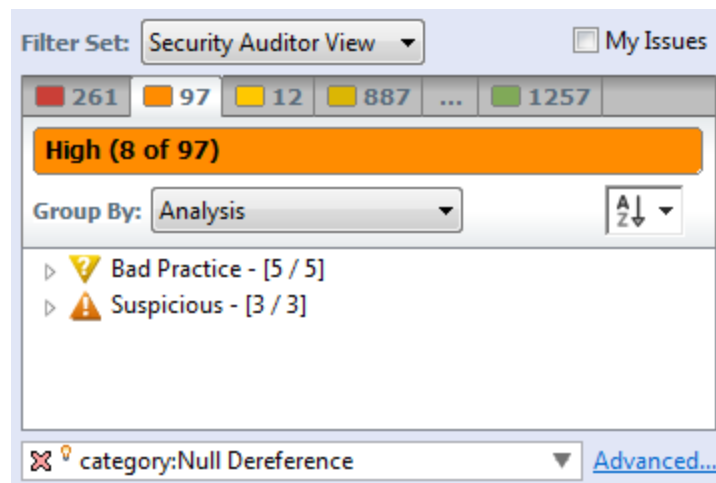 Filter Set: Security Auditor View My Issues
261 97 12 887 ... 1257
High (8 of 97)
Group By: Analysis A Z
Bad Practice - [5 / 5]
Suspicious - [3 / 3]
category:Null Dereference Advanced...